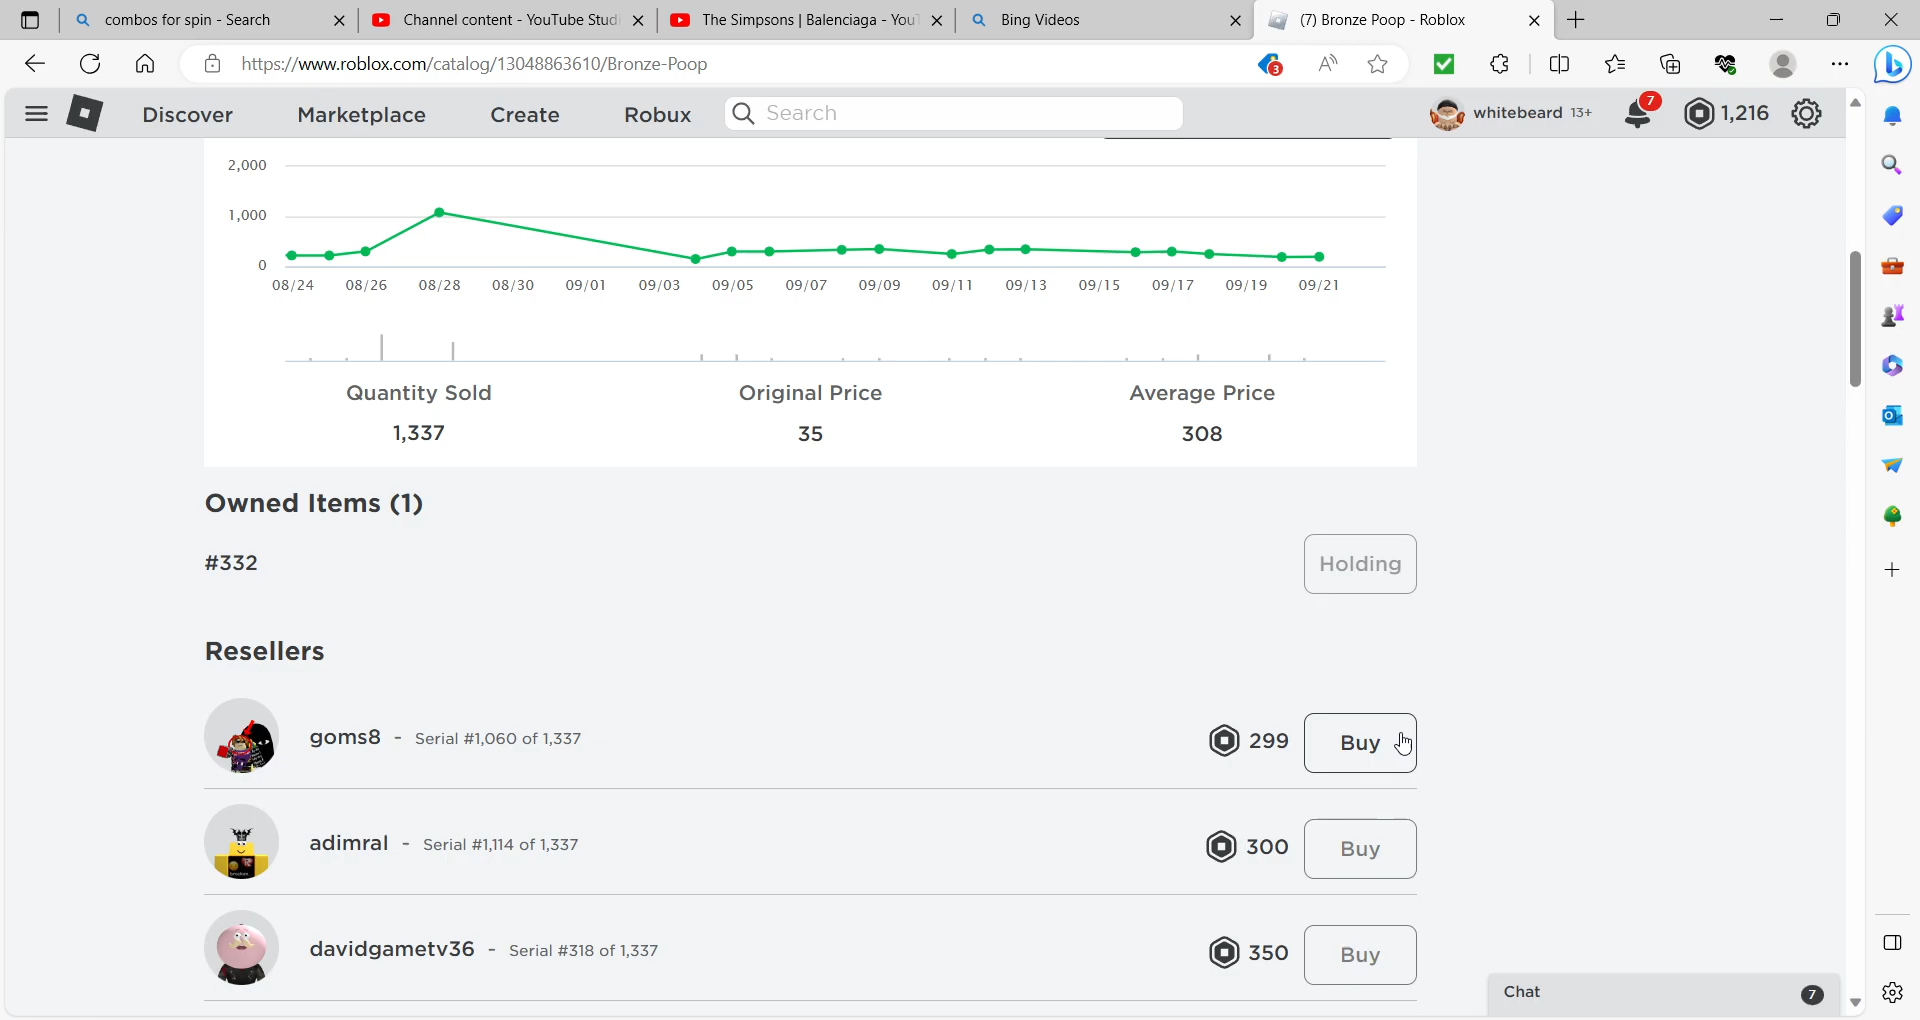 combos for spin - Search
Channel content - YouTube Stud
The Simpsons | Balenciaga - You
Bing Videos
(7) Bronze Poop - Roblox
https://www.roblox.com/catalog/13048863610/Bronze-Poop
3
Discover
Marketplace
Create
Robux
Search
whitebeard 13+
7
1,216
2,000
1,000
0
08/24 08/26 08/28 08/30 09/01 09/03 09/05 09/07 09/09 09/11 09/13 09/15 09/17 09/19 09/21
Quantity Sold
Original Price
Average Price
1,337
35
308
Owned Items (1)
#332
Holding
Resellers
goms8 - Serial #1,060 of 1,337
299
Buy
adimral - Serial #1,114 of 1,337
300
Buy
davidgametv36 - Serial #318 of 1,337
350
Buy
Chat
7